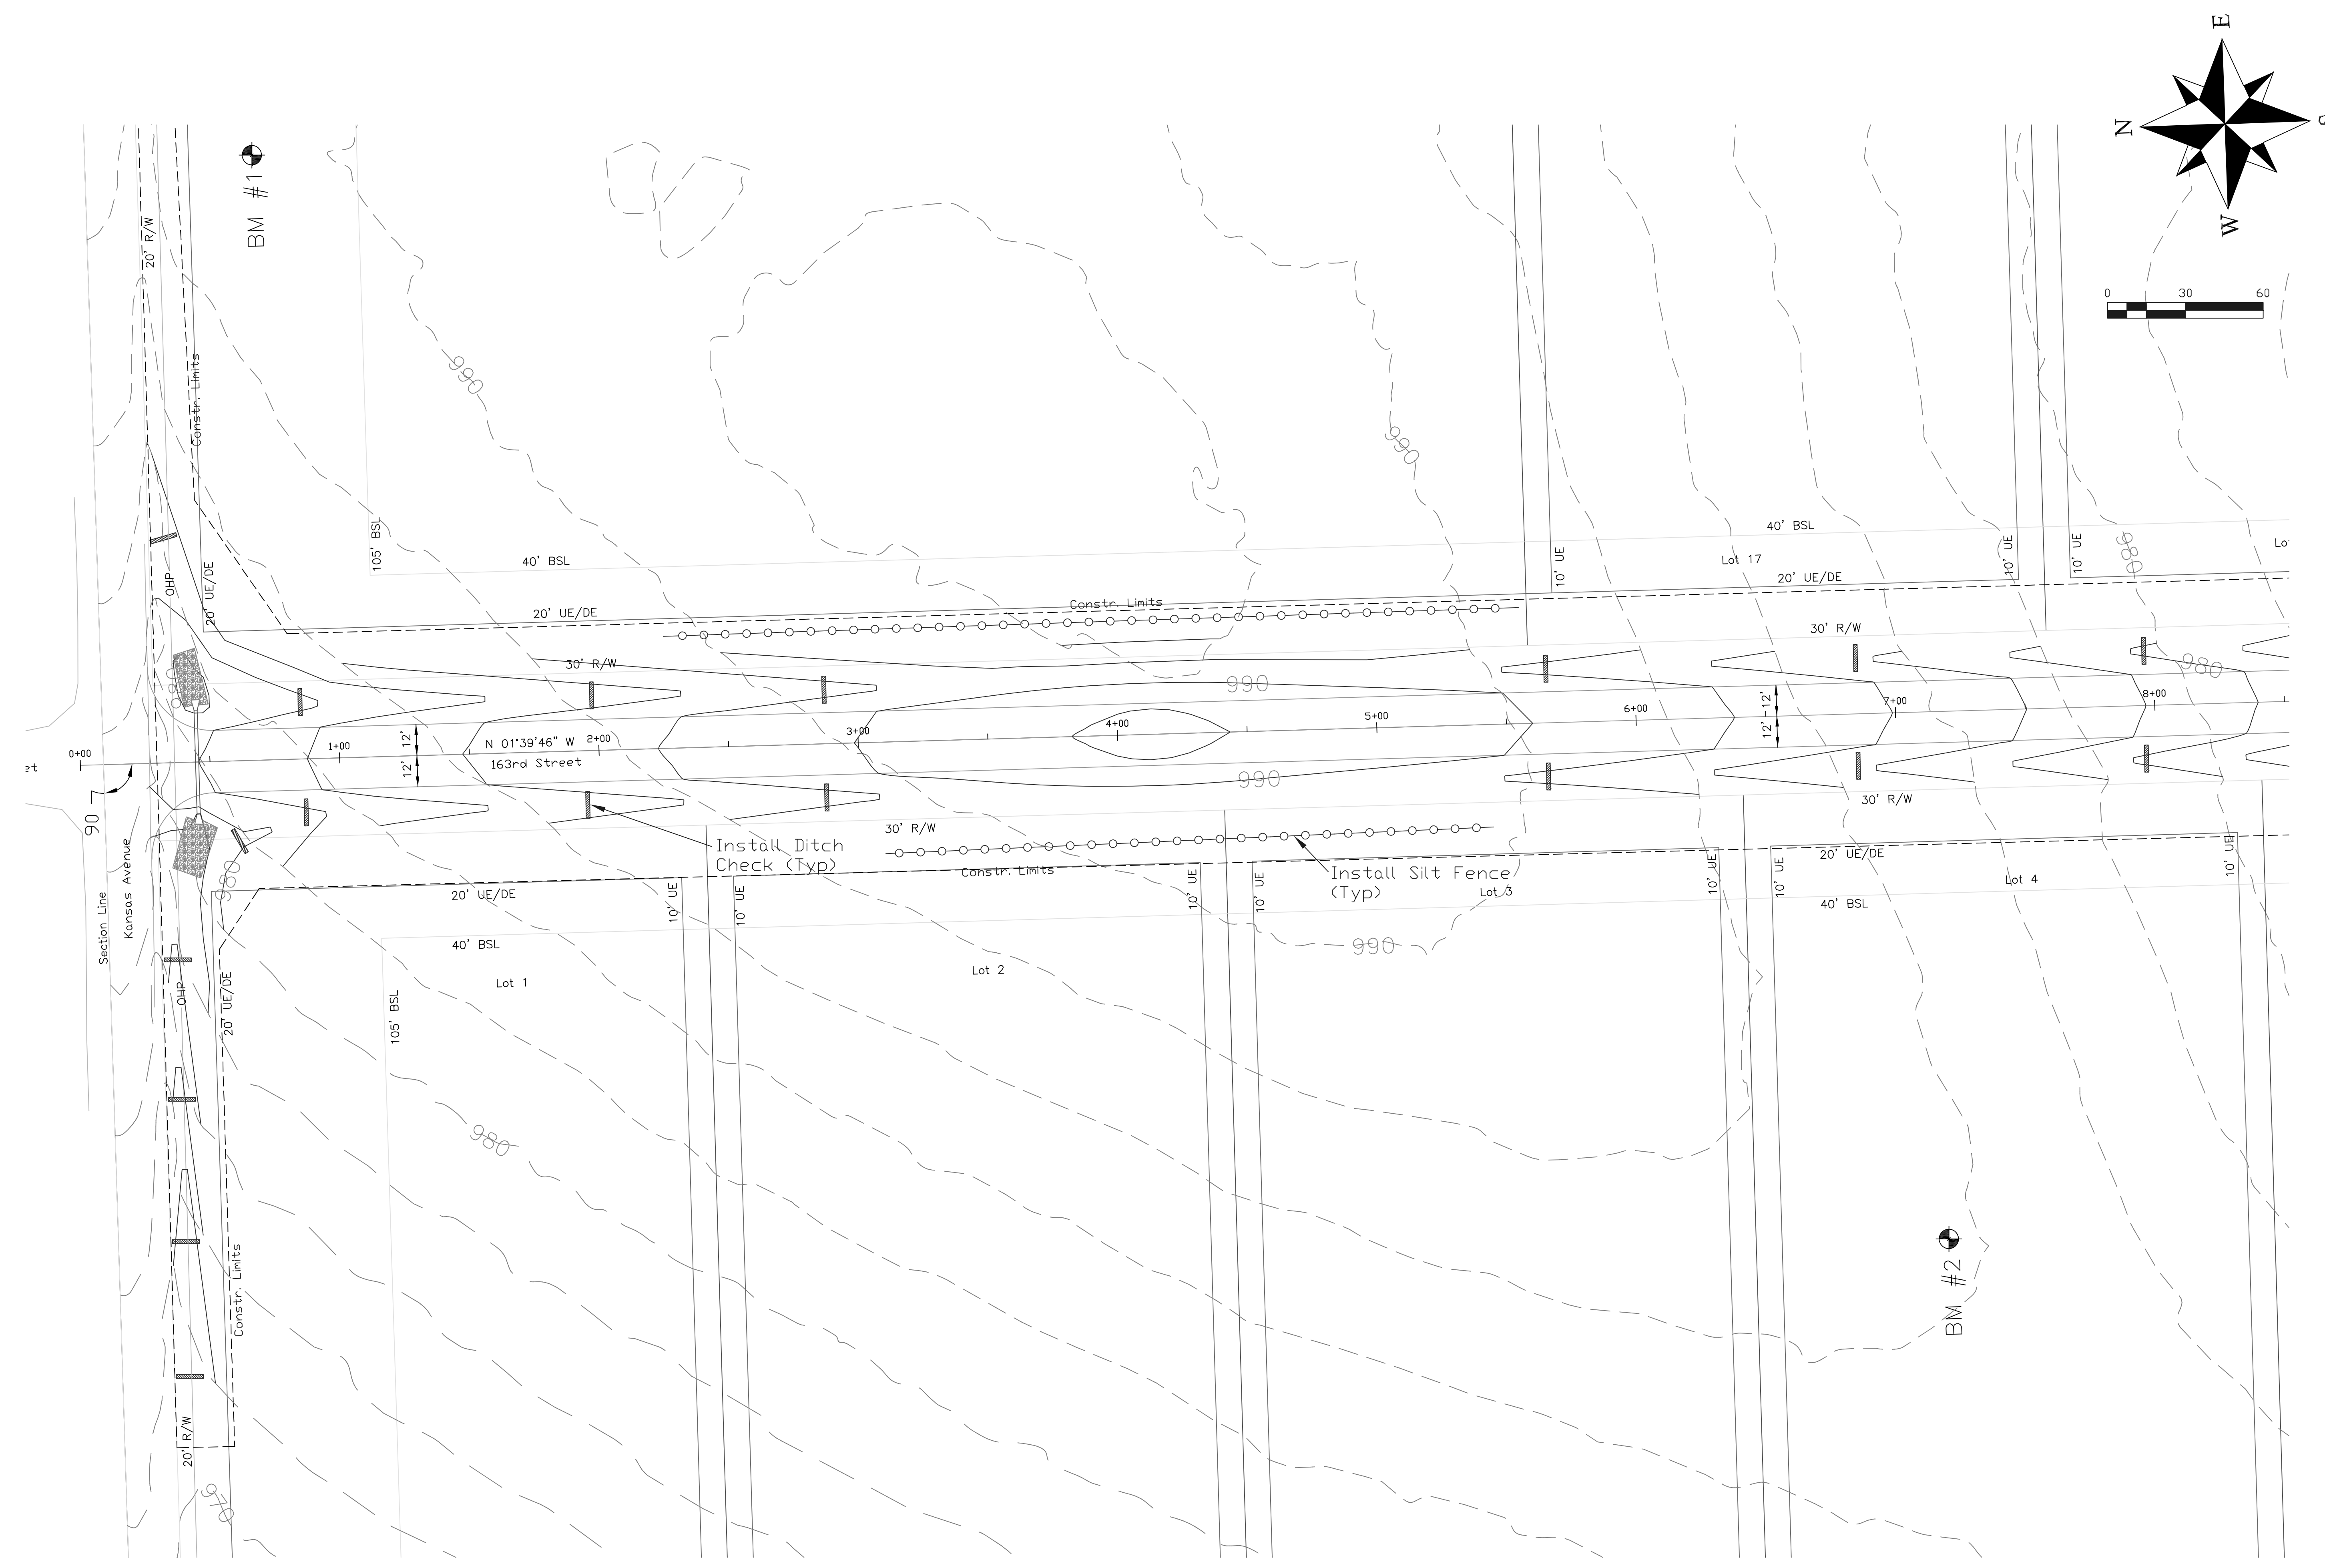 E
N
W
0 30 60
BM #1
20' R/W
Constr. Limits
990
990
105' BSL
40' BSL
40' BSL
Lot 17
10' UE
10' UE
10' UE
980
OHP
20' UE/DE
20' UE/DE
Constr. Limits
20' UE/DE
30' R/W
30' R/W
980
990
0+00
1+00
2+00
3+00
4+00
5+00
6+00
7+00
8+00
12'
12'
N 01°39'46" W
163rd Street
12'
12'
990
30' R/W
30' R/W
90
Section Line
Kansas Avenue
980
Install Ditch
Check (Typ)
Constr. Limits
Install Silt Fence
(Typ)
20' UE/DE
20' UE/DE
10' UE
10' UE
10' UE
10' UE
10' UE
10' UE
10' UE
Lot 3
Lot 4
40' BSL
40' BSL
990
Lot 1
Lot 2
OHP
20' UE/DE
105' BSL
980
BM #2
Constr. Limits
20' R/W
970